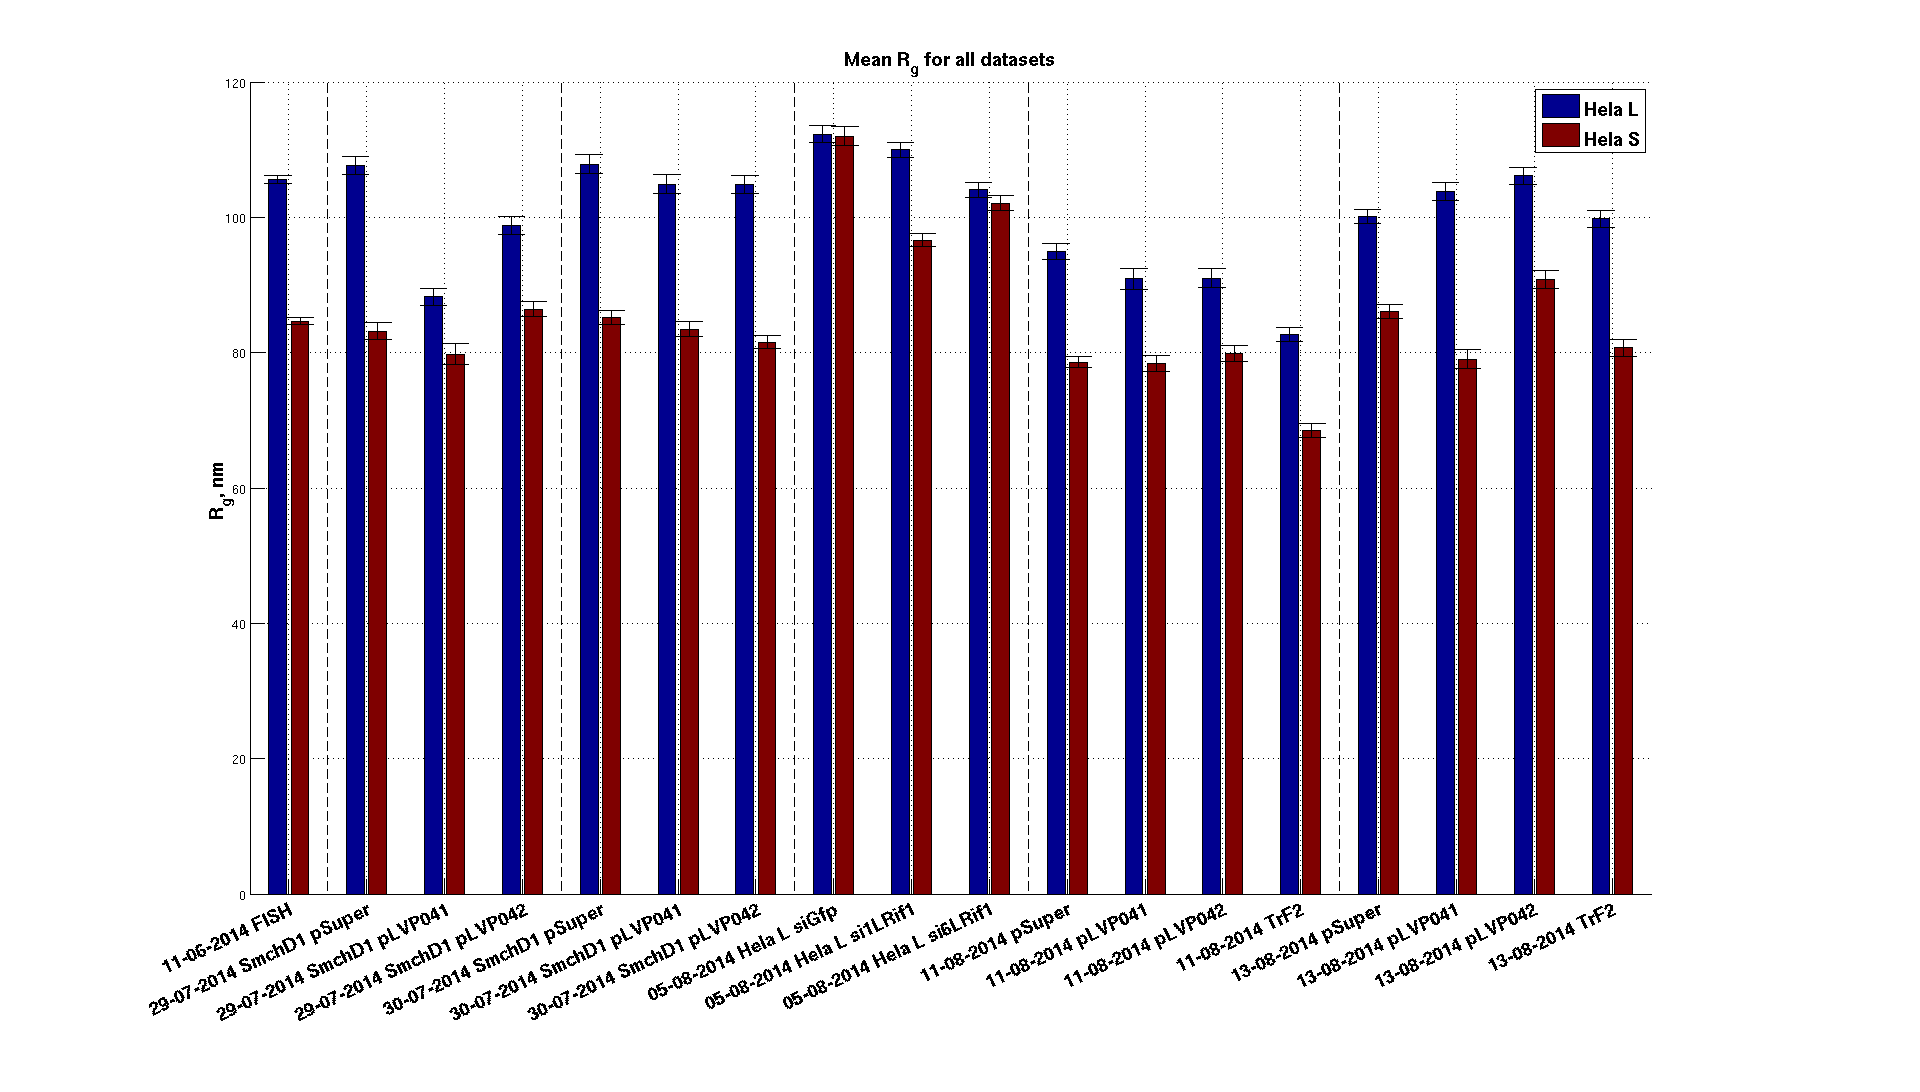 Mean Rg for all datasets
Hela L
Hela S
Rg, nm
120
100
80
60
40
20
0
11-06-2014 FISH
29-07-2014 SmchD1 pSuper
29-07-2014 SmchD1 pLVP041
29-07-2014 SmchD1 pLVP042
30-07-2014 SmchD1 pSuper
30-07-2014 SmchD1 pLVP041
30-07-2014 SmchD1 pLVP042
05-08-2014 Hela L siGfp
05-08-2014 Hela L si1LRif1
05-08-2014 Hela L si6LRif1
11-08-2014 pSuper
11-08-2014 pLVP041
11-08-2014 pLVP042
11-08-2014 TrF2
13-08-2014 pSuper
13-08-2014 pLVP041
13-08-2014 pLVP042
13-08-2014 TrF2